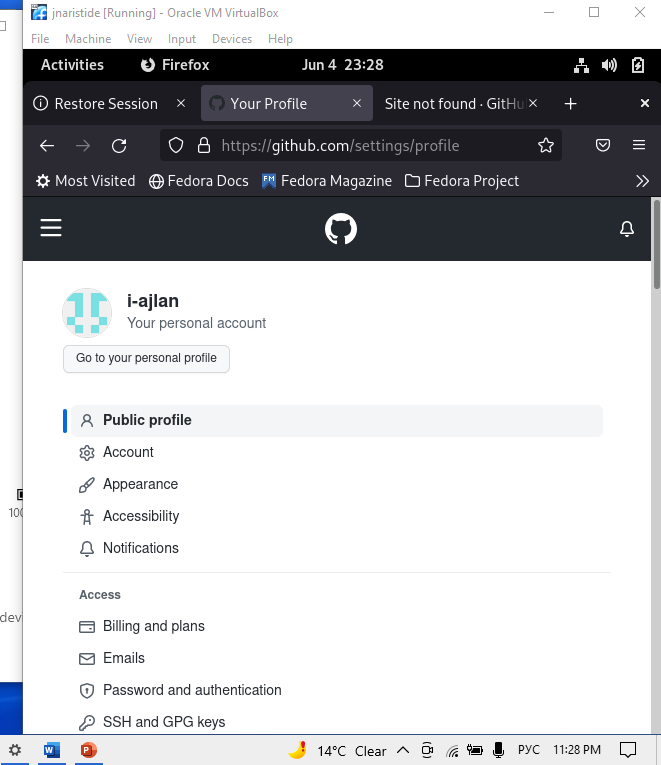 jnaristide [Running] - Oracle VM VirtualBox
File Machine View Input Devices Help
Activities Firefox Jun 4 23:28
Restore Session Your Profile Site not found · GitHu
https://github.com/settings/profile
Most Visited Fedora Docs Fedora Magazine Fedora Project
i-ajlan
Your personal account
Go to your personal profile
Public profile
Account
Appearance
Accessibility
Notifications
100
Access
dev
Billing and plans
Emails
Password and authentication
SSH and GPG keys
14°C Clear РУС 11:28 PM